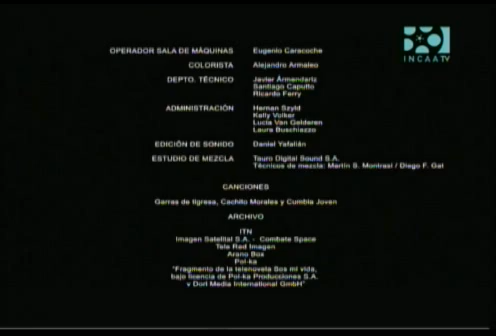 INCAATV
OPERADOR SALA DE MÁQUINAS Eugenio Caracoche
COLORISTA Alejandro Armaleo
DEPTO. TÉCNICO Javier Armendariz
Santiago Caputto
Ricardo Ferry
ADMINISTRACIÓN Hernan Szyld
Kelly Volker
Lucia Van Gelderen
Laura Buschiazzo
EDICIÓN DE SONIDO Daniel Yafalián
ESTUDIO DE MEZCLA Tauro Digital Sound S.A.
Técnicos de mezcla: Martín S. Montrasi / Diego F. Gat
CANCIONES
Garras de tigresa, Cachito Morales y Cumbia Joven
ARCHIVO
ITN
Imagen Satelital S.A. - Combate Space
Tele Red Imagen
Arano Box
Pol-ka
"Fragmento de la telenovela Sos mi vida,
bajo licencia de Pol-ka Producciones S.A.
y Dori Media International GmbH"